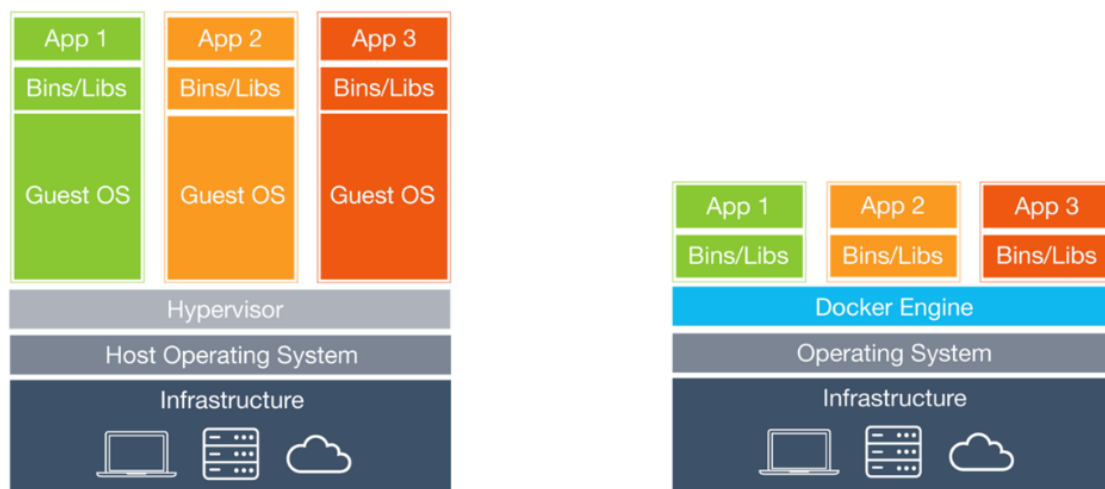 App 1
App 2
App 3
Bins/Libs
Bins/Libs
Bins/Libs
Guest OS
Guest OS
Guest OS
Hypervisor
Host Operating System
Infrastructure
App 1
App 2
App 3
Bins/Libs
Bins/Libs
Bins/Libs
Docker Engine
Operating System
Infrastructure